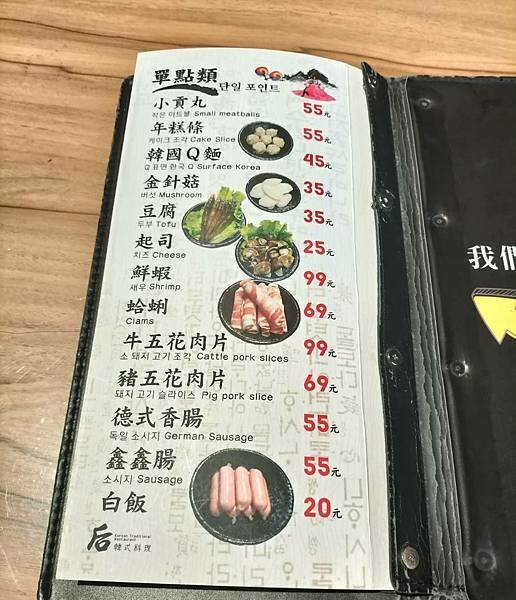 單點類 단일 포인트
小貢丸 55元
작은 미트볼 Small meatballs
年糕條 55元
케이크 조각 Cake Slice
韓國Q麵 45元
Q 표면 한국 Q Surface Korea
金針菇 35元
버섯 Mushroom
豆腐 35元
두부 Tofu
起司 25元
치즈 Cheese
鮮蝦 99元
새우 Shrimp
蛤蜊 69元
Clams
牛五花肉片 99元
소 돼지 고기 조각 Cattle pork slices
豬五花肉片 69元
돼지 고기 슬라이스 Pig pork slice
德式香腸 55元
독일 소시지 German Sausage
鑫鑫腸 55元
소시지 Sausage
白飯 20元
后 Korean Traditional
Restaurant
韓式料理
我們